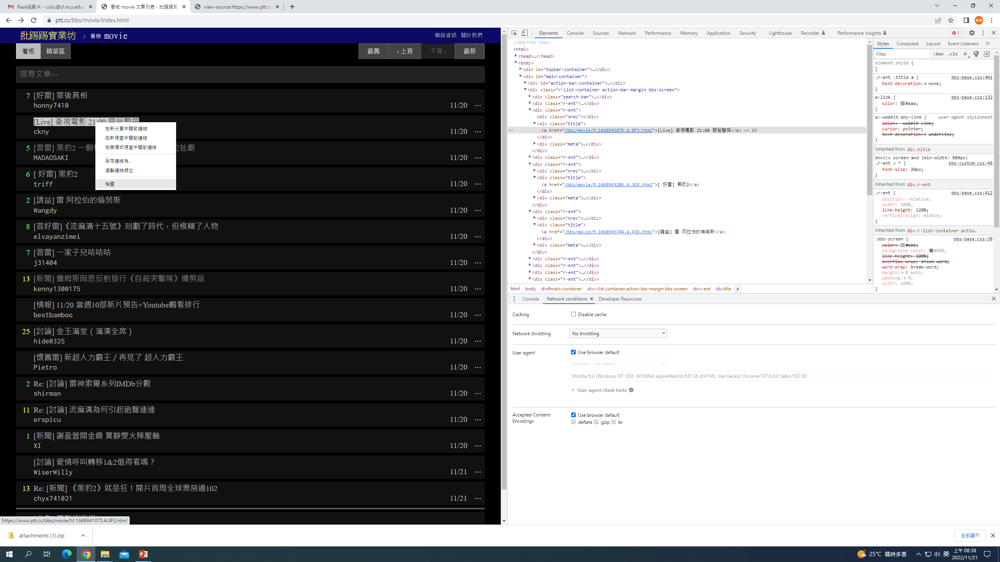 flask投影片 - ccliu@cl.ncu.edu.t
看板 movie 文章列表 - 批踢踢實
view-source:https://www.ptt.cc
ptt.cc/bbs/movie/index.html
批踢踢實業坊 › 看板 movie
聯絡資訊 關於我們
看板 精華區
最舊 ‹ 上頁 下頁 › 最新
搜尋文章⋯
7 [好雷] 罪後真相
honny7410 11/20 ⋯
[Live] 衛視電影 21:00 惡爸警探
ckny 11/20 ⋯
5 [普雷] 黑豹2 一齣 扯劇
MADAOSAKI 11/20 ⋯
6 [ 好雷] 黑豹2
triff 11/20 ⋯
2 [請益] 雷 阿拉伯的倫勞斯
Wangdy 11/20 ⋯
8 [普好雷]《流麻溝十五號》刻劃了時代，但模糊了人物
elvayanzimei 11/20 ⋯
7 [普雷] 一家子兒咕咕咕
j31404 11/20 ⋯
13 [新聞] 詹姆斯岡恩反對發行《自殺突擊隊》導剪版
kenny1300175 11/20 ⋯
[情報] 11/20 當週10部新片預告+Youtube觀看排行
bestbamboo 11/20 ⋯
25 [討論] 金玉滿堂（滿漢全席）
hide0325 11/20 ⋯
[懷舊雷] 新超人力霸王／再見了 超人力霸王
Pietro 11/20 ⋯
2 Re: [討論] 雷神索爾系列IMDb分數
shirman 11/20 ⋯
11 Re: [討論] 流麻溝為何引起砲聲連連
erspicu 11/20 ⋯
1 [新聞] 謝盈萱開金嗓 賈靜雯火辣壓軸
XI 11/20 ⋯
[討論] 愛情呼叫轉移1&2值得看嗎？
WiserWilly 11/21 ⋯
13 Re: [新聞] 《黑豹2》就是狂！開片首周全球票房逾102
chyx741021 11/21 ⋯
https://www.ptt.cc/bbs/movie/M.1668941075.A.8F3.html
在新分頁中開啟連結
在新視窗中開啟連結
在無痕式視窗中開啟連結
另存連結為...
複製連結網址
檢查
Elements Console Sources Network Performance Memory Application Security Lighthouse Recorder Performance insights 1
<!DOCTYPE html>
<html>
<head>…</head>
<body>
<div id="topbar-container">…</div>
<div id="main-container">
<div id="action-bar-container">…</div>
<div class="r-list-container action-bar-margin bbs-screen">
<div class="search-bar">…</div>
<div class="r-ent">…</div>
<div class="r-ent">
<div class="nrec"></div>
<div class="title">
<a href="/bbs/movie/M.1668941075.A.8F3.html">[Live] 衛視電影 21:00 惡爸警探</a> == $0
</div>
<div class="meta">…</div>
</div>
<div class="r-ent">…</div>
<div class="r-ent">
<div class="nrec">…</div>
<div class="title">
<a href="/bbs/movie/M.1668943206.A.3E8.html">[ 好雷] 黑豹2</a>
</div>
<div class="meta">…</div>
</div>
<div class="r-ent">
<div class="nrec">…</div>
<div class="title">
<a href="/bbs/movie/M.1668945744.A.43D.html">[請益] 雷 阿拉伯的倫勞斯</a>
</div>
<div class="meta">…</div>
</div>
<div class="r-ent">…</div>
<div class="r-ent">…</div>
<div class="r-ent">…</div>
<div class="r-ent">…</div>
html body div#main-container div.r-list-container.action-bar-margin.bbs-screen div.r-ent div.title a
Styles Computed Layout Event Listeners »
Filter :hov .cls +
element.style {
}
.r-ent .title a { bbs-base.css:441
text-decoration: none;
}
a:link { bbs-base.css:132
color: #aaa;
}
a:-webkit-any-link { user agent stylesheet
color: -webkit-link;
cursor: pointer;
text-decoration: underline;
}
Inherited from div.title
@media screen and (min-width: 800px)
.r-ent > * { bbs-custom.css:48
font-size: 20px;
}
Inherited from div.r-ent
.r-ent { bbs-base.css:412
position: relative;
width: 100%;
line-height: 120%;
vertical-align: middle;
}
Inherited from div.r-list-container.actio…
.bbs-screen { bbs-base.css:38
color: #bbb;
background-color: #000;
line-height: 100%;
overflow-wrap: break-word;
word-wrap: break-word;
margin: 0 auto;
padding: 0;
width: 100%;
}
Console Network conditions Developer Resources
Caching Disable cache
Network throttling No throttling
User agent Use browser default
Chrome — Windows
Mozilla/5.0 (Windows NT 10.0; WOW64) AppleWebKit/537.36 (KHTML, like Gecko) Chrome/107.0.0.0 Safari/537.36
User agent client hints
Accepted Content-Encodings Use browser default
deflate gzip br
attachments (1).zip
全部顯示
25°C 晴時多雲
英
上午 08:38
2022/11/21